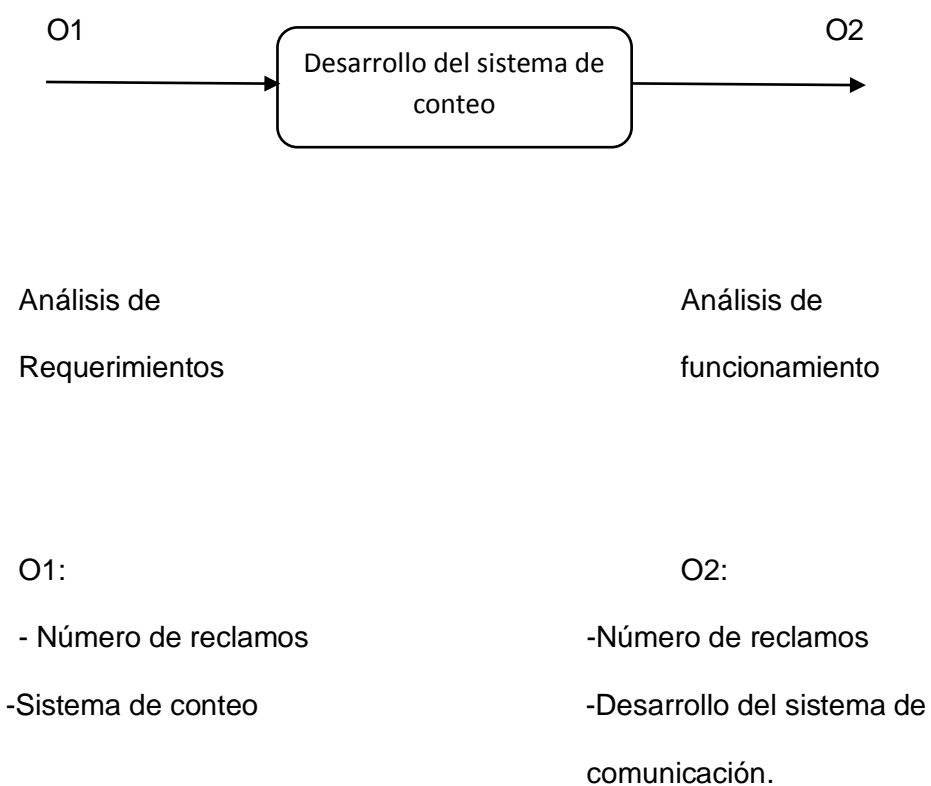 O1
O2
Desarrollo del sistema de
conteo
Análisis de
Requerimientos
Análisis de
funcionamiento
O1:
- Número de reclamos
-Sistema de conteo
O2:
-Número de reclamos
-Desarrollo del sistema de
comunicación.